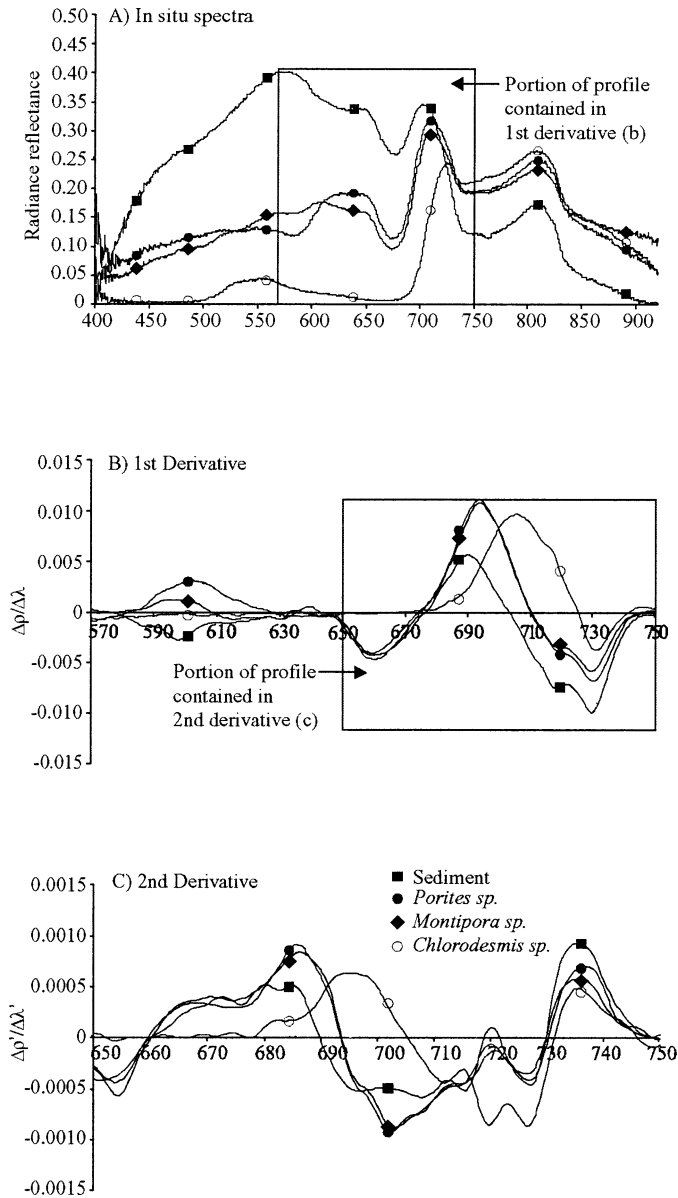 A) In situ spectra
0.50
0.45
0.40
0.35
0.30
0.25
0.20
0.15
0.10
0.05
0
Radiance reflectance
Portion of profile
contained in
1st derivative (b)
400 450 500 550 600 650 700 750 800 850 900
B) 1st Derivative
0.015
0.010
0.005
0
-0.005
-0.010
-0.015
Δρ/Δλ
570 590 610 630 650 670 690 710 730 750
Portion of profile
contained in
2nd derivative (c)
C) 2nd Derivative
0.0015
0.0010
0.0005
0
-0.0005
-0.0010
-0.0015
Δρ'/Δλ'
Sediment
Porites sp.
Montipora sp.
Chlorodesmis sp.
650 660 670 680 690 700 710 720 730 740 750